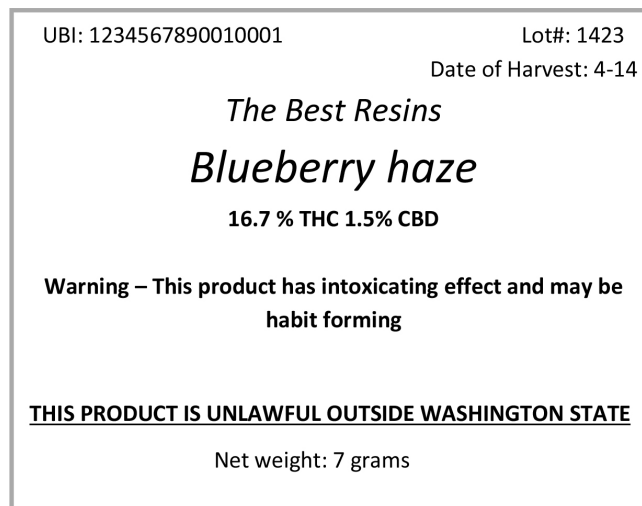 UBI: 1234567890010001 Lot#: 1423
Date of Harvest: 4-14
The Best Resins
Blueberry haze
16.7 % THC 1.5% CBD
Warning – This product has intoxicating effect and may be
habit forming
THIS PRODUCT IS UNLAWFUL OUTSIDE WASHINGTON STATE
Net weight: 7 grams